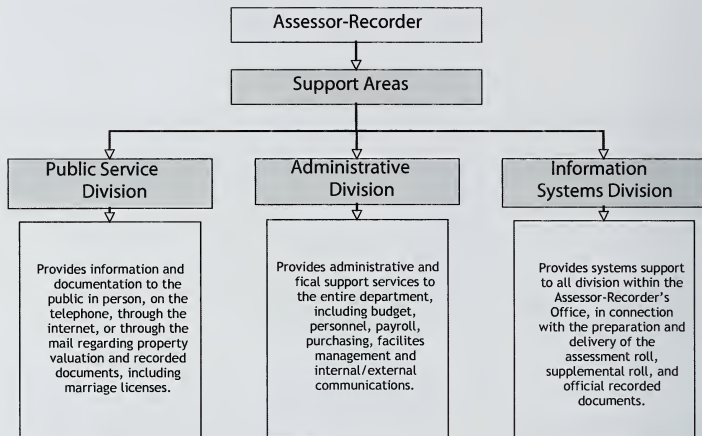 Assessor-Recorder
Support Areas
Public Service
Division
Administrative
Division
Information
Systems Division
Provides information and
documentation to the
public in person, on the
telephone, through the
internet, or through the
mail regarding property
valuation and recorded
documents, including
marriage licenses.
Provides administrative and
fical support services to
the entire department,
including budget,
personnel, payroll,
purchasing, facilites
management and
internal/external
communications.
Provides systems support
to all division within the
Assessor-Recorder's
Office, in connection
with the preparation and
delivery of the
assessment roll,
supplemental roll, and
official recorded
documents.